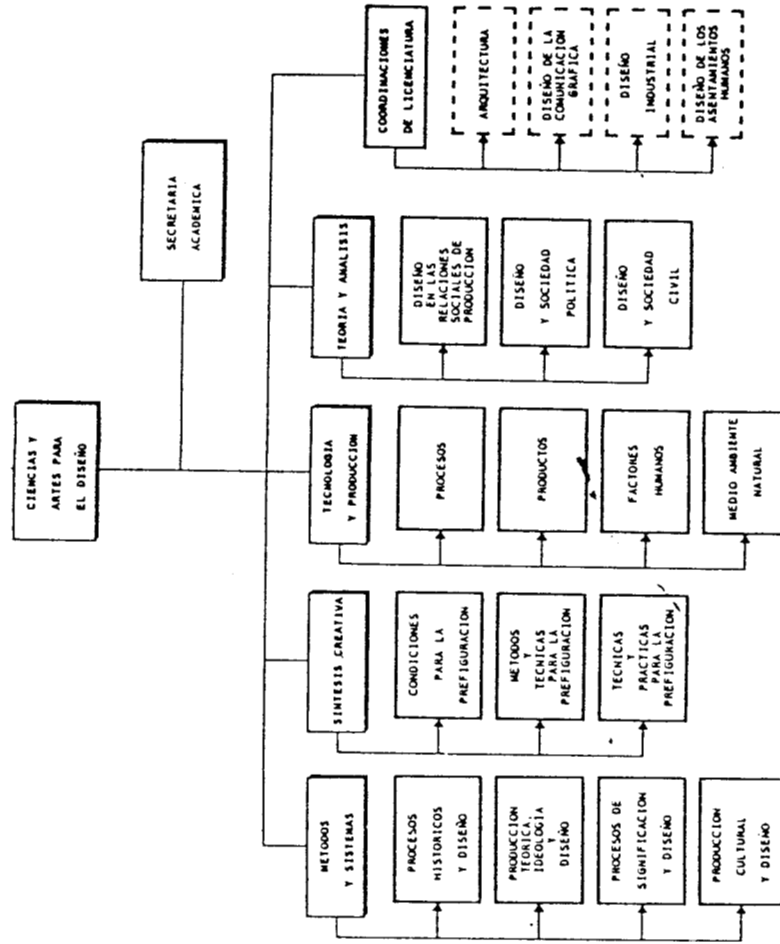 CIENCIAS Y
ARTES PARA
EL DISEÑO
SECRETARIA
ACADEMICA
METODOS
Y SISTEMAS
PROCESOS
HISTORICOS
Y DISEÑO
PRODUCCION
TEORICA,
IDEOLOGIA
Y
DISEÑO
PROCESOS DE
SIGNIFICACION
Y DISEÑO
PRODUCCION
CULTURAL
Y DISEÑO
SINTESIS CREATIVA
CONDICIONES
PARA LA
PREFIGURACION
METODOS
Y
TECNICAS
PARA LA
PREFIGURACION
TECNICAS
Y
PRACTICAS
PARA LA
PREFIGURACION
TECNOLOGIA
Y PRODUCCION
PROCESOS
PRODUCTOS
FACTORES
HUMANOS
MEDIO AMBIENTE
NATURAL
TEORIA Y ANALISIS
DISEÑO
EN LAS
RELACIONES
SOCIALES DE
PRODUCCION
DISEÑO
Y SOCIEDAD
POLITICA
DISEÑO
Y SOCIEDAD
CIVIL
COORDINACIONES
DE LICENCIATURA
ARQUITECTURA
DISEÑO DE LA
COMUNICACION
GRAFICA
DISEÑO
INDUSTRIAL
DISEÑO DE LOS
ASENTAMIENTOS
HUMANOS